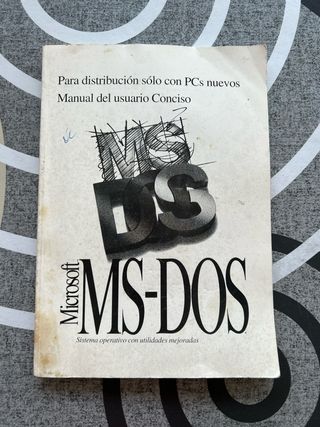 Para distribución sólo con PCs nuevos
Manual del usuario Conciso
MS
DOS
Microsoft
MS-DOS
Sistema operativo con utilidades mejoradas